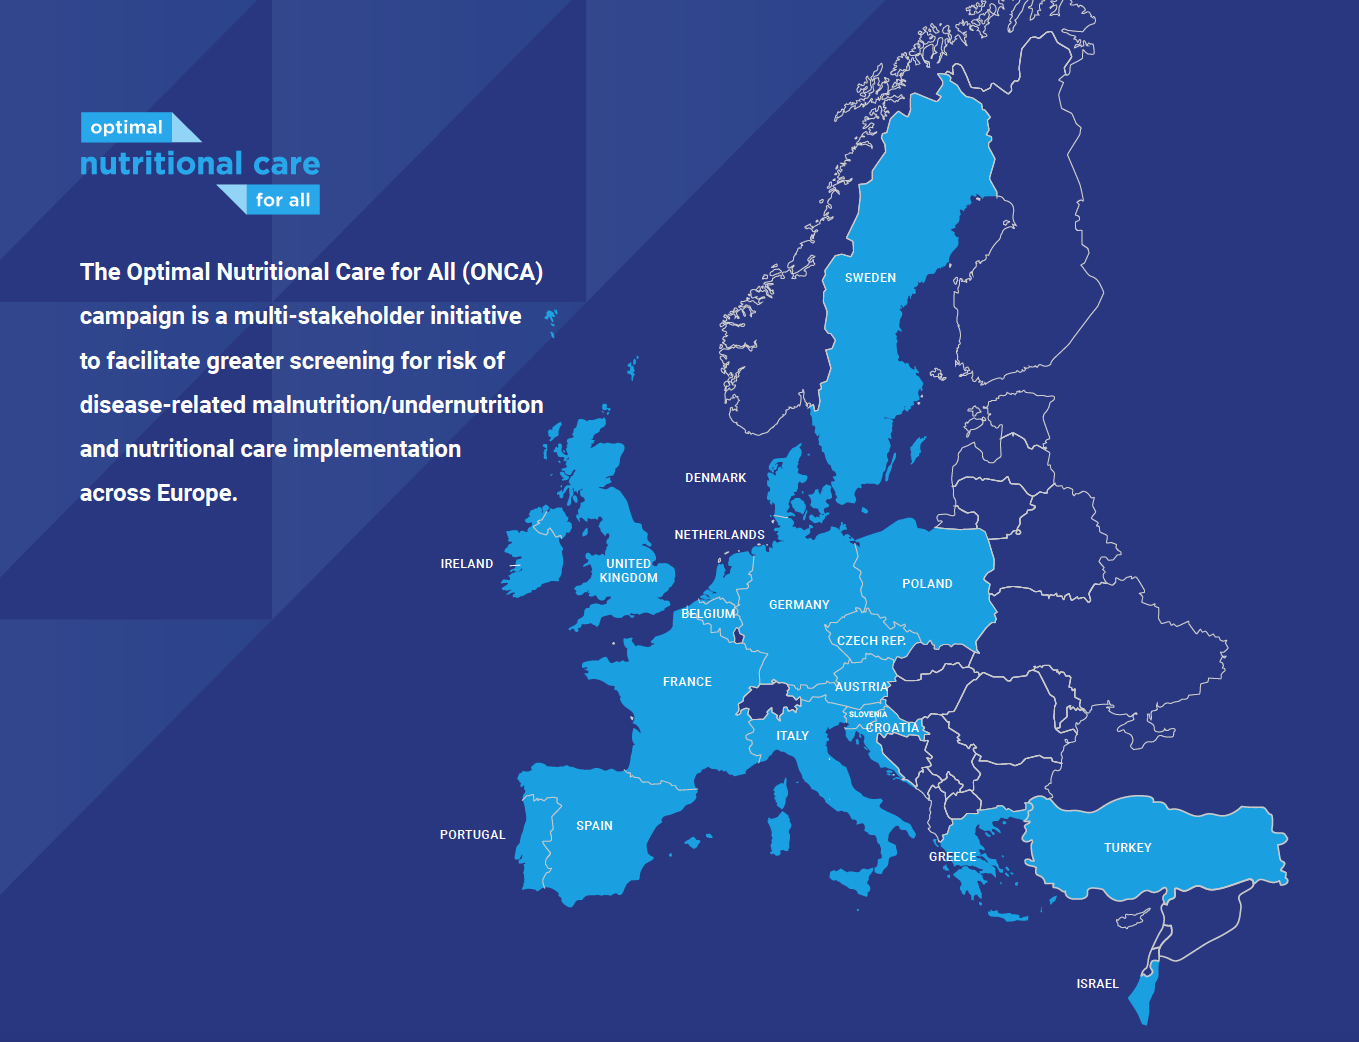 optimal
nutritional care
for all
The Optimal Nutritional Care for All (ONCA)
campaign is a multi-stakeholder initiative
to facilitate greater screening for risk of
disease-related malnutrition/undernutrition
and nutritional care implementation
across Europe.
SWEDEN
DENMARK
NETHERLANDS
IRELAND
UNITED
KINGDOM
POLAND
GERMANY
BELGIUM
CZECH REP.
FRANCE
AUSTRIA
SLOVENIA
CROATIA
ITALY
SPAIN
PORTUGAL
TURKEY
GREECE
ISRAEL